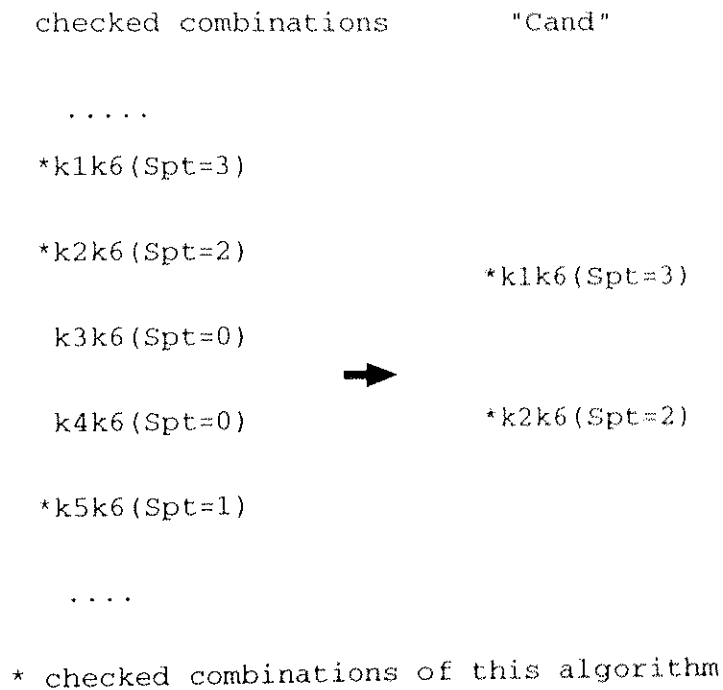 checked combinations
"Cand"
.....
*k1k6(Spt=3)
*k2k6(Spt=2)
k3k6(Spt=0)
k4k6(Spt=0)
*k5k6(Spt=1)
....
*k1k6(Spt=3)
*k2k6(Spt=2)
* checked combinations of this algorithm